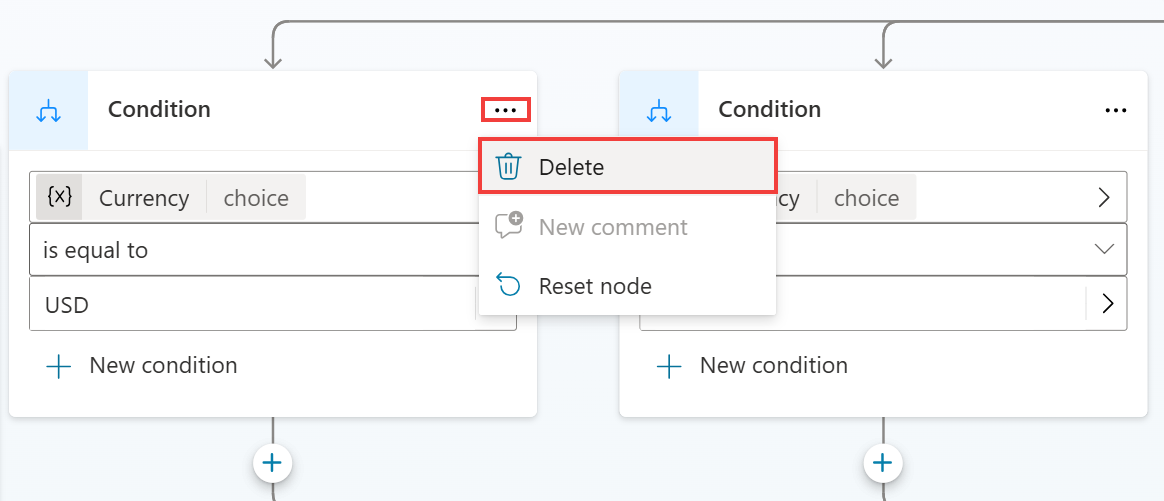 Condition
Condition
Delete
{x} Currency choice
cy choice
New comment
is equal to
Reset node
USD
New condition
New condition